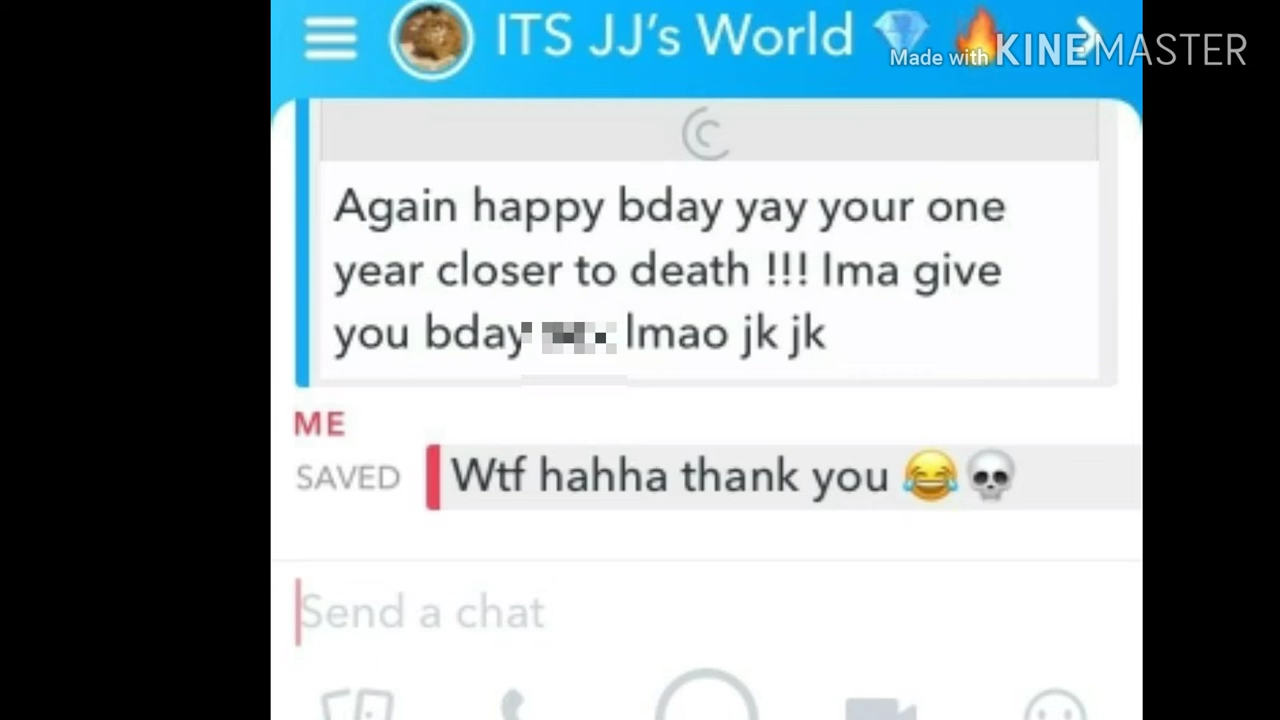 ITS JJ's World 💎 🔥
Made with KINEMASTER
Again happy bday yay your one
year closer to death !!! Ima give
you bday lmao jk jk
ME
SAVED
Wtf hahha thank you 😂💀
Send a chat